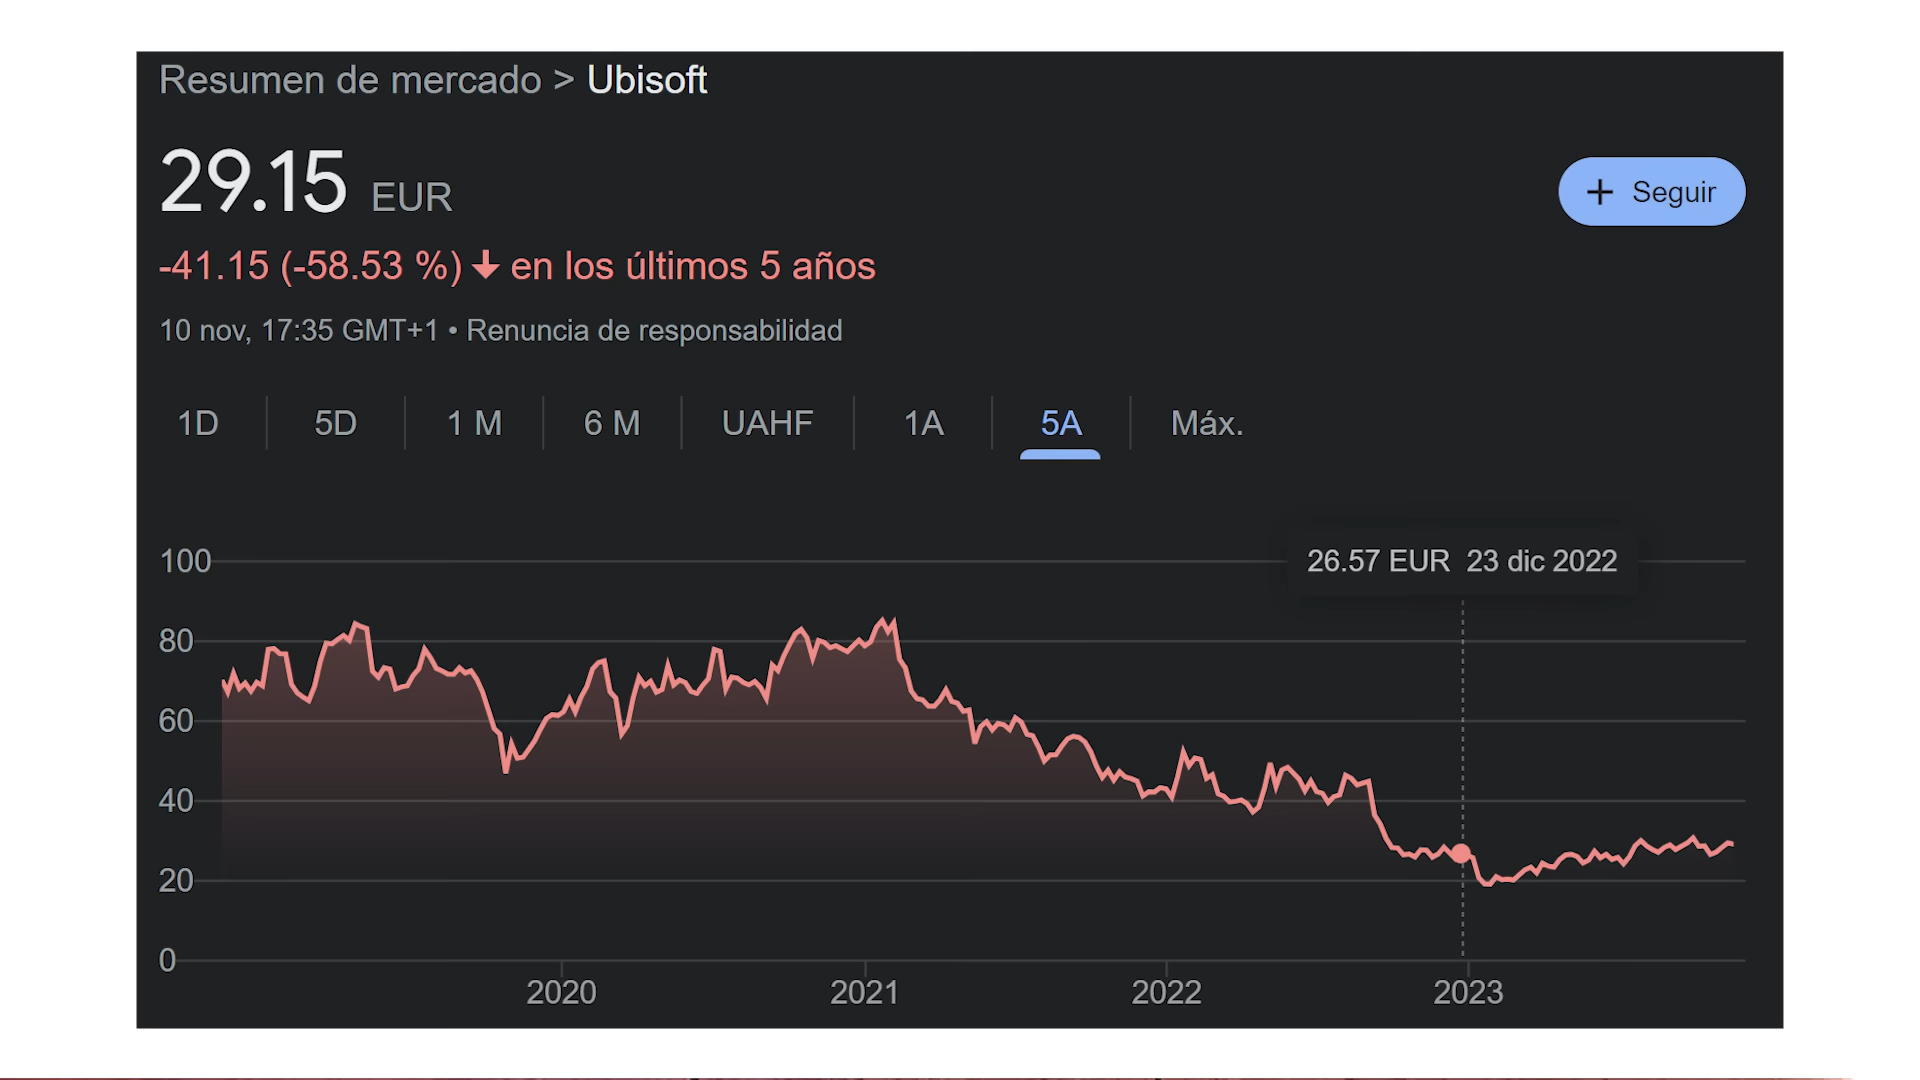 Resumen de mercado > Ubisoft
29.15 EUR
+ Seguir
-41.15 (-58.53 %) ↓ en los últimos 5 años
10 nov, 17:35 GMT+1 • Renuncia de responsabilidad
1D 5D 1 M 6 M UAHF 1A 5A Máx.
26.57 EUR 23 dic 2022
100
80
60
40
20
0
2020 2021 2022 2023